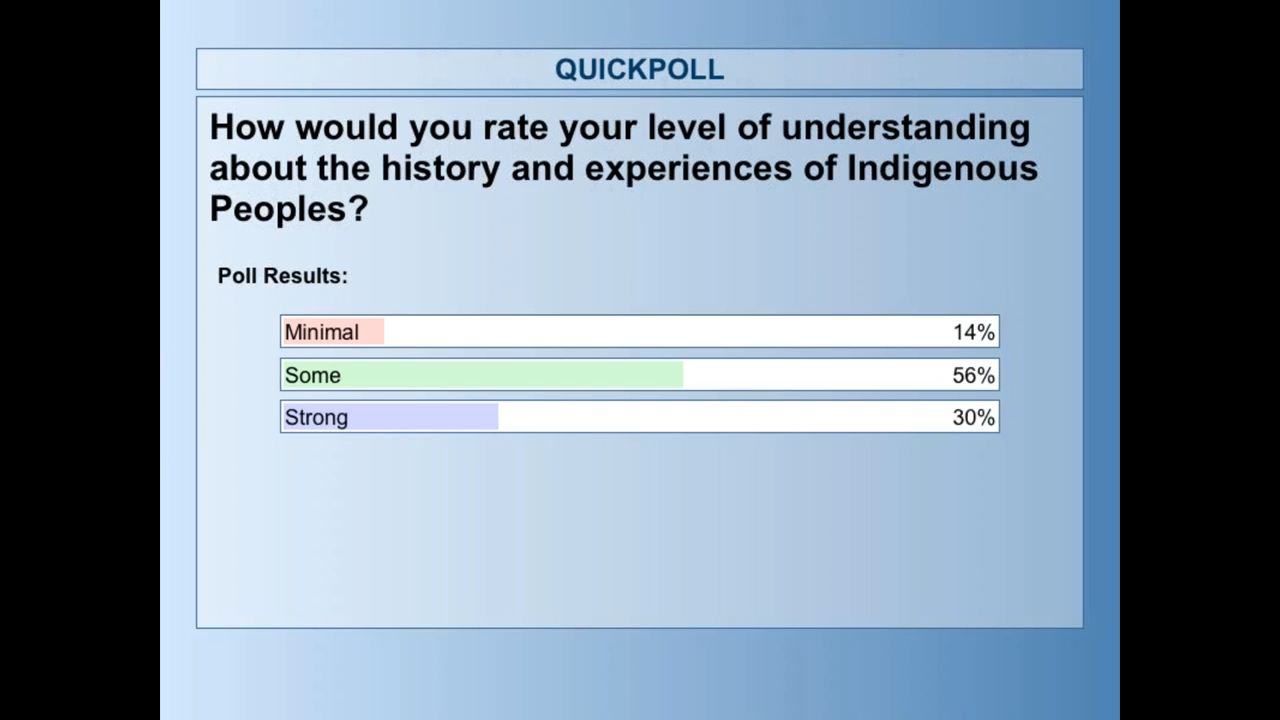 QUICKPOLL
How would you rate your level of understanding
about the history and experiences of Indigenous
Peoples?
Poll Results:
Minimal 14%
Some 56%
Strong 30%